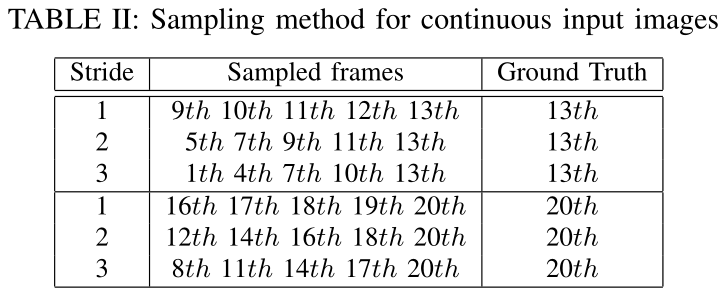 TABLE II: Sampling method for continuous input images
Stride Sampled frames Ground Truth
1 9th 10th 11th 12th 13th 13th
2 5th 7th 9th 11th 13th 13th
3 1th 4th 7th 10th 13th 13th
1 16th 17th 18th 19th 20th 20th
2 12th 14th 16th 18th 20th 20th
3 8th 11th 14th 17th 20th 20th